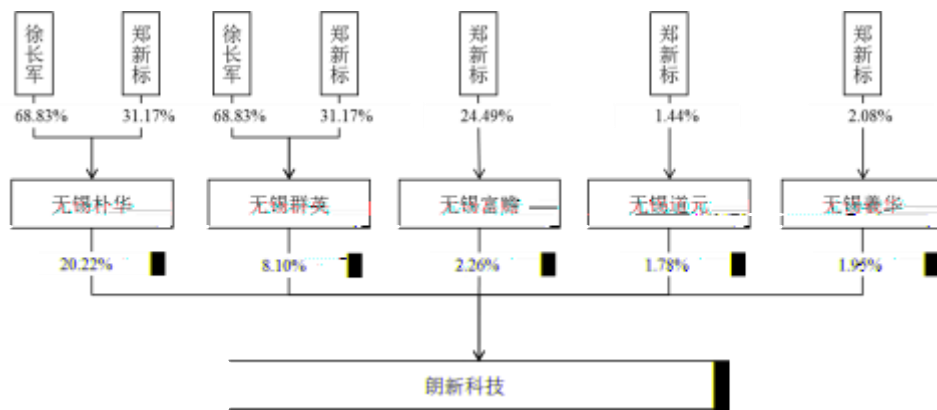 徐长军
郑新标
徐长军
郑新标
郑新标
郑新标
郑新标
68.83%
31.17%
68.83%
31.17%
24.49%
1.44%
2.08%
无锡朴华
无锡群英
无锡富赡
无锡道元
无锡羲华
20.22%
8.10%
2.26%
1.78%
1.95%
朗新科技